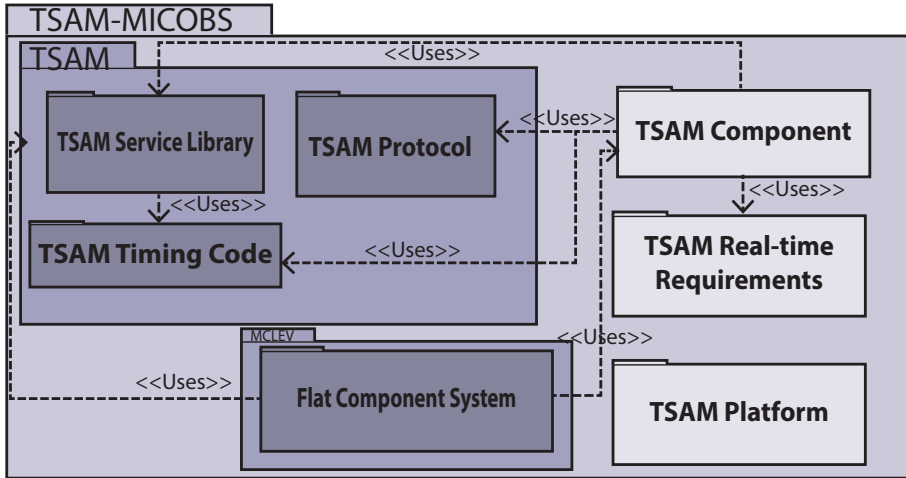 TSAM-MICOBS
TSAM
<<Uses>>
TSAM Service Library
TSAM Protocol
<<Uses>>
TSAM Component
<<Uses>>
<<Uses>>
TSAM Timing Code
<<Uses>>
TSAM Real-time
Requirements
MCLEV
<<Uses>>
<<Uses>>
Flat Component System
TSAM Platform